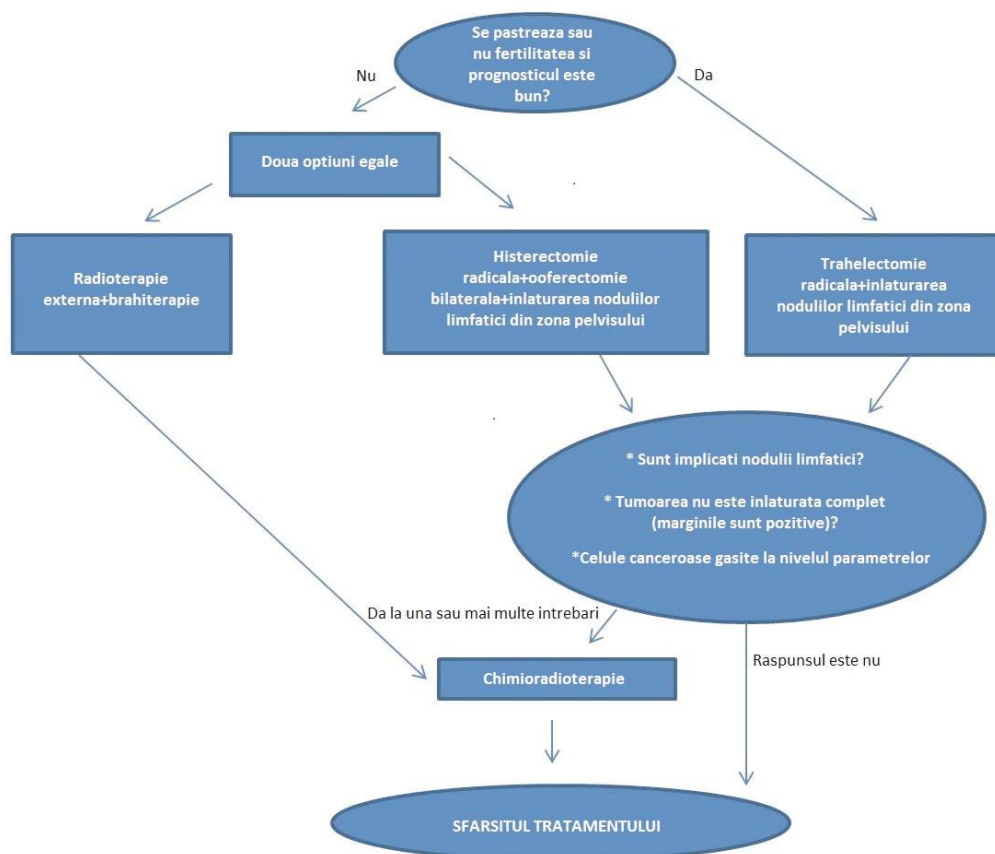 Se pastreaza sau
nu fertilitatea si
prognosticul este
bun?
Nu
Da
Doua optiuni egale
Radioterapie
externa+brahiterapie
Histerectomie
radicala+ooferectomie
bilaterala+inlaturarea nodulilor
limfatici din zona pelvisului
Trahelectomie
radicala+inlaturarea
nodulilor limfatici din zona
pelvisului
* Sunt implicati nodulii limfatici?
* Tumoarea nu este inlaturata complet
(marginile sunt pozitive)?
*Celule canceroase gasite la nivelul parametrelor
Da la una sau mai multe intrebari
Raspunsul este nu
Chimioradioterapie
SFARSITUL TRATAMENTULUI